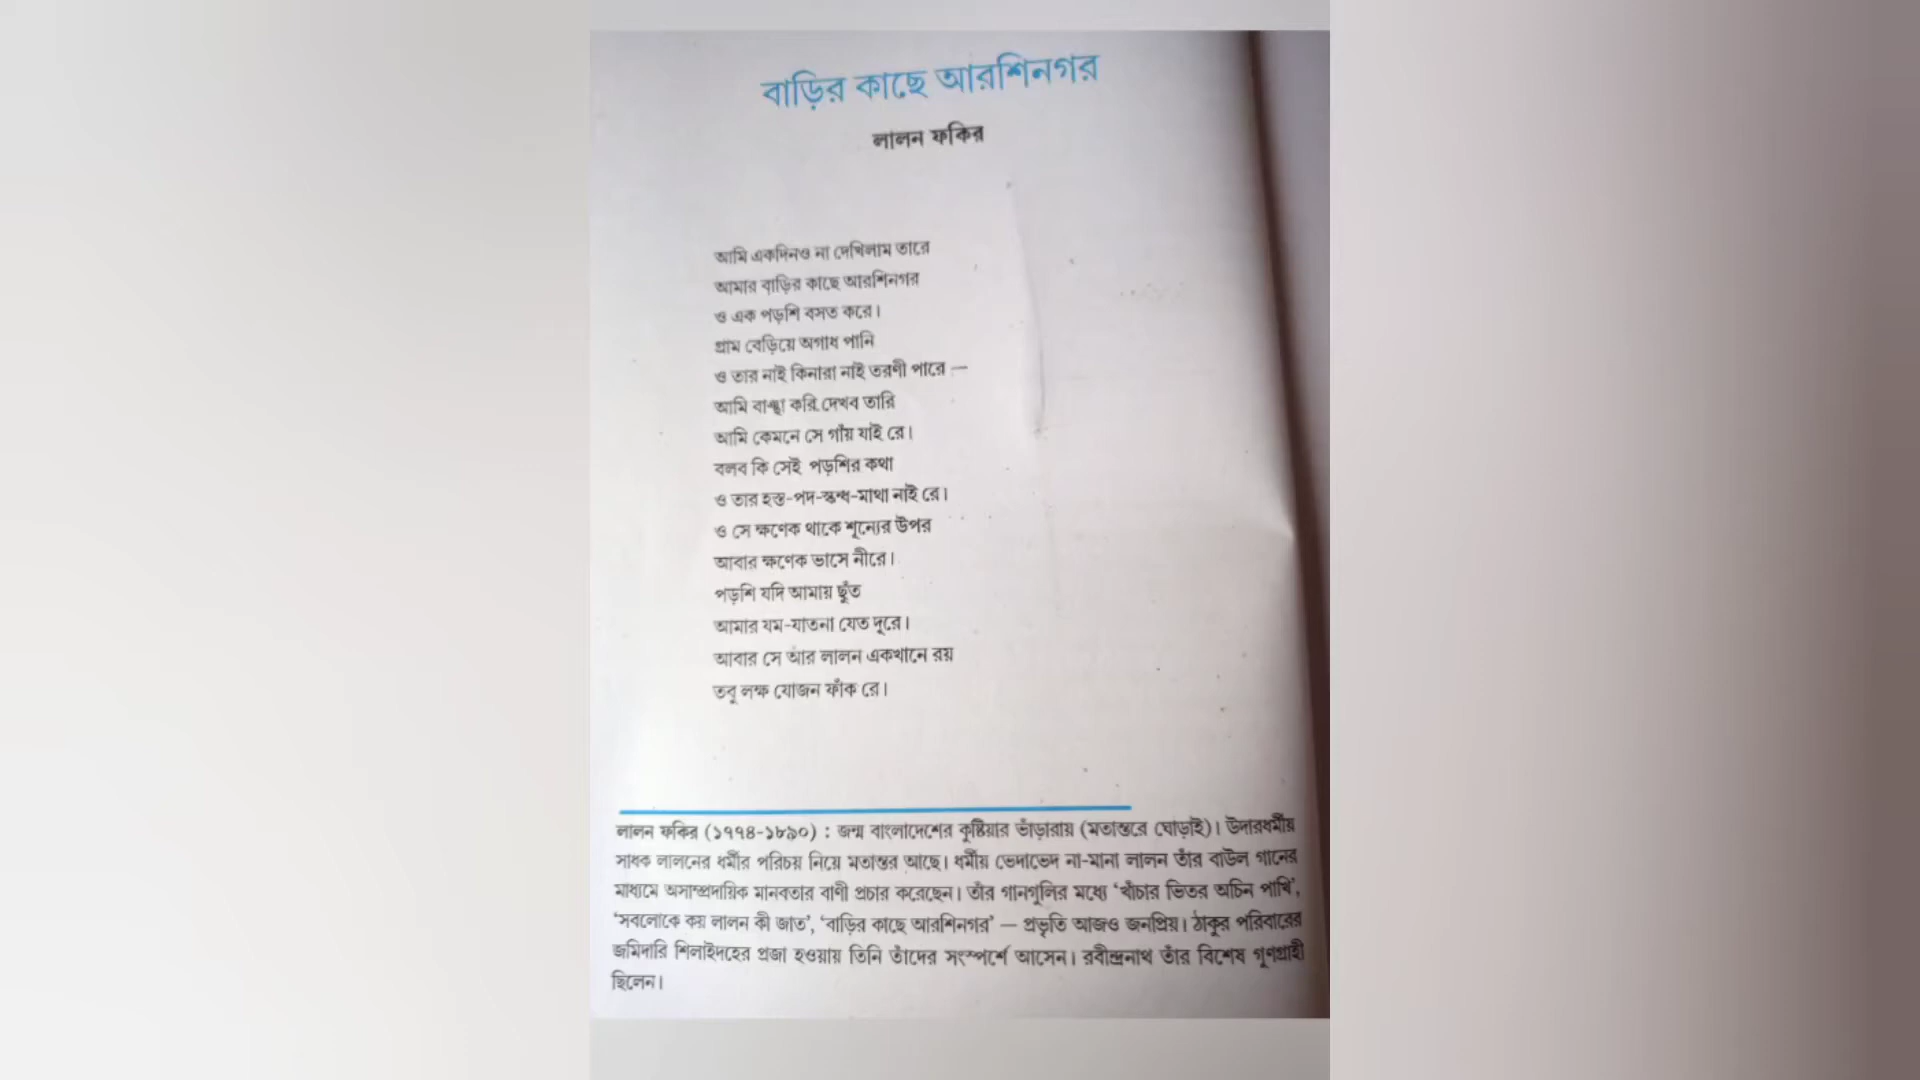 বাড়ির কাছে আরশিনগর
লালন ফকির
আমি একদিনও না দেখিলাম তারে
আমার বাড়ির কাছে আরশিনগর
ও এক পড়শি বসত করে।
গ্রাম বেড়িয়ে অগাধ পানি
ও তার নাই কিনারা নাই তরণী পারে —
আমি বাঞ্ছা করি দেখব তারি
আমি কেমনে সে গাঁয় যাই রে।
বলব কি সেই পড়শির কথা
ও তার হস্ত-পদ-স্কন্ধ-মাথা নাই রে।
ও সে ক্ষণেক থাকে শূন্যের উপর
আবার ক্ষণেক ভাসে নীরে।
পড়শি যদি আমায় ছুঁত
আমার যম-যাতনা যেত দূরে।
আবার সে আর লালন একখানে রয়
তবু লক্ষ যোজন ফাঁক রে।
লালন ফকির (১৭৭৪-১৮৯০) : জন্ম বাংলাদেশের কুষ্টিয়ার ভাঁড়ারায় (মতান্তরে ঘোড়াই)। উদারধর্মীয়
সাধক লালনের ধর্মীর পরিচয় নিয়ে মতান্তর আছে। ধর্মীয় ভেদাভেদ না-মানা লালন তাঁর বাউল গানের
মাধ্যমে অসাম্প্রদায়িক মানবতার বাণী প্রচার করেছেন। তাঁর গানগুলির মধ্যে ‘খাঁচার ভিতর অচিন পাখি’,
‘সবলোকে কয় লালন কী জাত’, ‘বাড়ির কাছে আরশিনগর’ — প্রভৃতি আজও জনপ্রিয়। ঠাকুর পরিবারের
জমিদারি শিলাইদহের প্রজা হওয়ায় তিনি তাঁদের সংস্পর্শে আসেন। রবীন্দ্রনাথ তাঁর বিশেষ গুণগ্রাহী
ছিলেন।